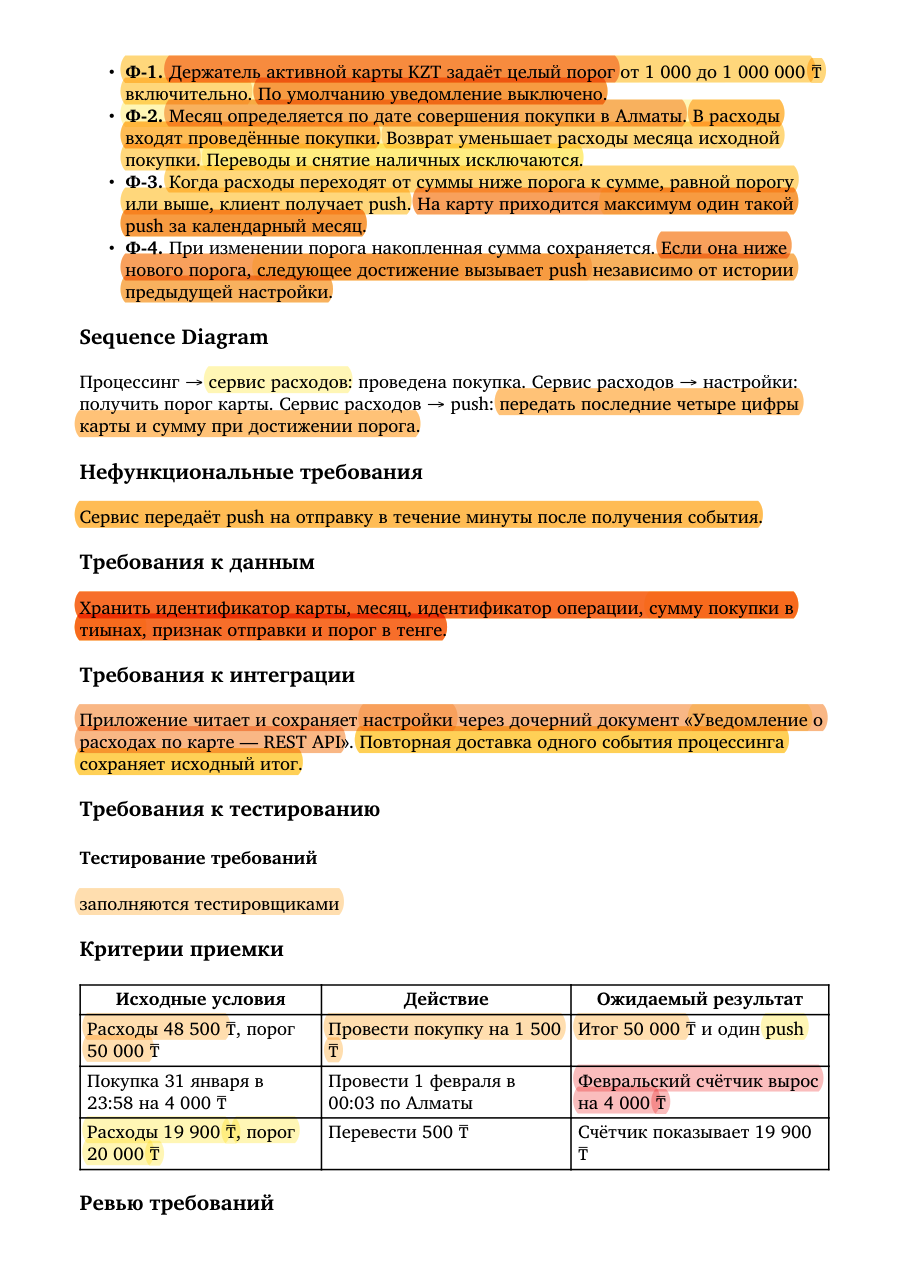 • Ф-1. Держатель активной карты KZT задаёт целый порог от 1 000 до 1 000 000 ₸
включительно. По умолчанию уведомление выключено.
• Ф-2. Месяц определяется по дате совершения покупки в Алматы. В расходы
входят проведённые покупки. Возврат уменьшает расходы месяца исходной
покупки. Переводы и снятие наличных исключаются.
• Ф-3. Когда расходы переходят от суммы ниже порога к сумме, равной порогу
или выше, клиент получает push. На карту приходится максимум один такой
push за календарный месяц.
• Ф-4. При изменении порога накопленная сумма сохраняется. Если она ниже
нового порога, следующее достижение вызывает push независимо от истории
предыдущей настройки.
Sequence Diagram
Процессинг → сервис расходов: проведена покупка. Сервис расходов → настройки:
получить порог карты. Сервис расходов → push: передать последние четыре цифры
карты и сумму при достижении порога.
Нефункциональные требования
Сервис передаёт push на отправку в течение минуты после получения события.
Требования к данным
Хранить идентификатор карты, месяц, идентификатор операции, сумму покупки в
тиынах, признак отправки и порог в тенге.
Требования к интеграции
Приложение читает и сохраняет настройки через дочерний документ «Уведомление о
расходах по карте — REST API». Повторная доставка одного события процессинга
сохраняет исходный итог.
Требования к тестированию
Тестирование требований
заполняются тестировщиками
Критерии приемки
Исходные условия Действие Ожидаемый результат
Расходы 48 500 ₸, порог Провести покупку на 1 500 Итог 50 000 ₸ и один push
50 000 ₸ ₸
Покупка 31 января в Провести 1 февраля в Февральский счётчик вырос
23:58 на 4 000 ₸ 00:03 по Алматы на 4 000 ₸
Расходы 19 900 ₸, порог Перевести 500 ₸ Счётчик показывает 19 900
20 000 ₸ ₸
Ревью требований